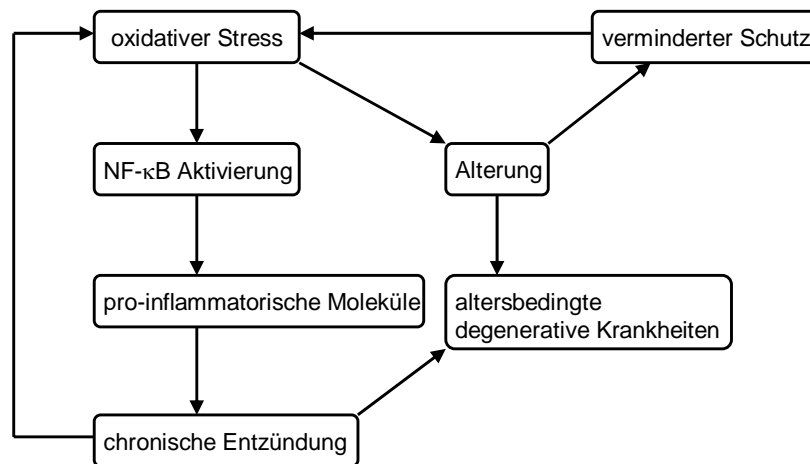 oxidativer Stress
verminderter Schutz
NF-κB Aktivierung
Alterung
pro-inflammatorische Moleküle
altersbedingte
degenerative Krankheiten
chronische Entzündung